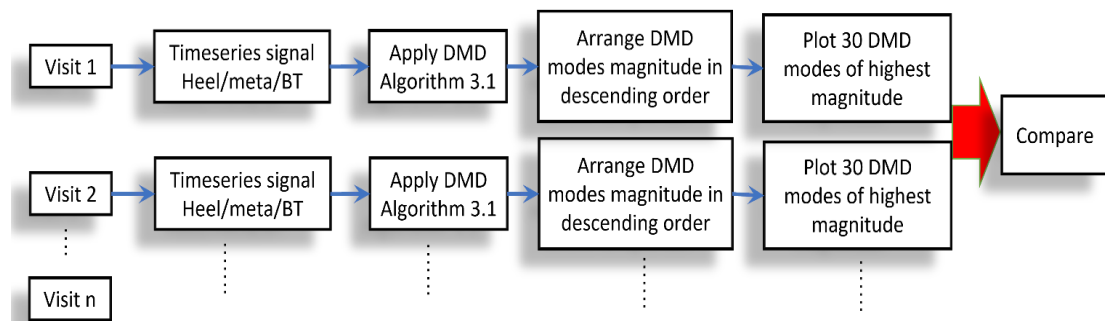 Visit 1
Timeseries signal
Heel/meta/BT
Apply DMD
Algorithm 3.1
Arrange DMD
modes magnitude in
descending order
Plot 30 DMD
modes of highest
magnitude
Compare
Visit 2
Timeseries signal
Heel/meta/BT
Apply DMD
Algorithm 3.1
Arrange DMD
modes magnitude in
descending order
Plot 30 DMD
modes of highest
magnitude
Visit n